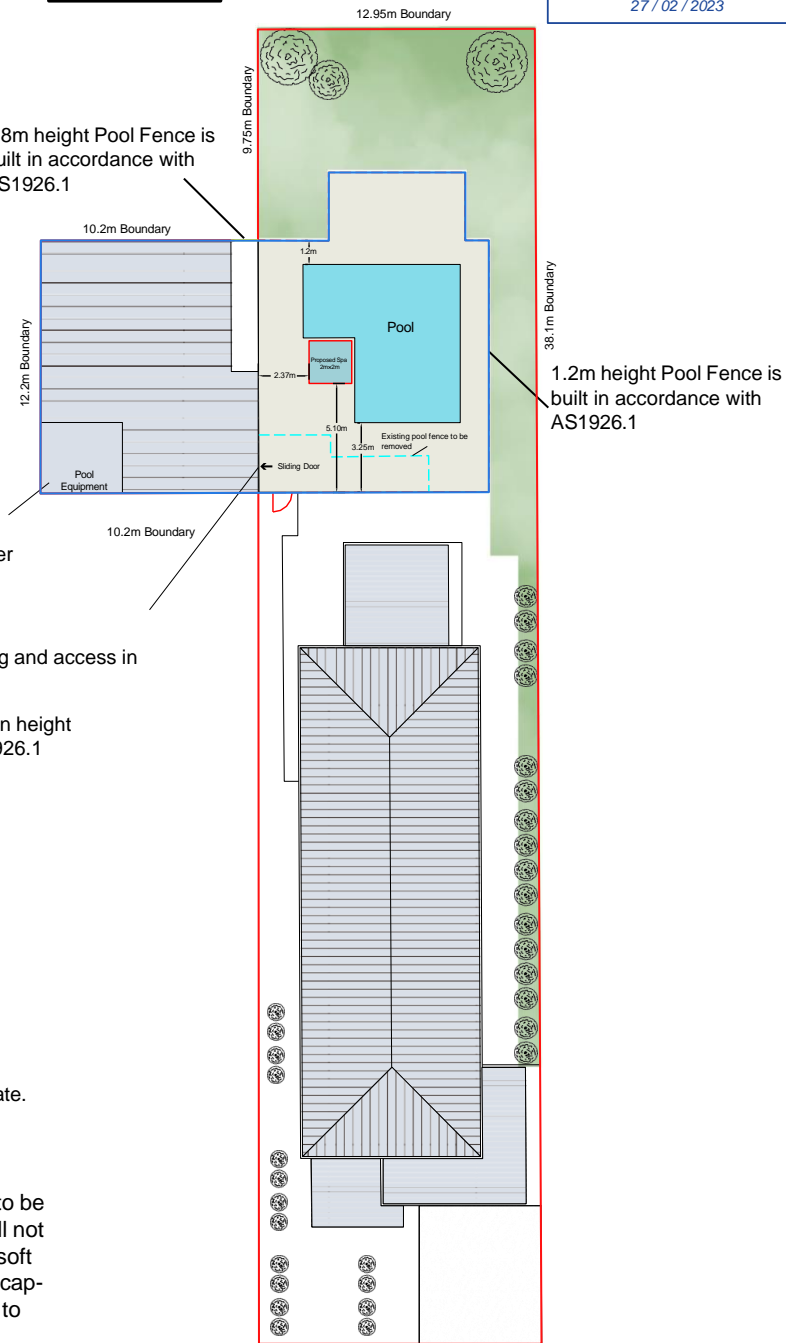 27 / 02 / 2023
12.95m Boundary
9.75m Boundary
8m height Pool Fence is
built in accordance with
AS1926.1
10.2m Boundary
1.2m
38.1m Boundary
Pool
12.2m Boundary
Proposed Spa
2mx2m
2.37m
1.2m height Pool Fence is
built in accordance with
AS1926.1
5.10m
3.25m
Existing pool fence to be
removed
Sliding Door
Pool
Equipment
10.2m Boundary
er
g and access in
n height
926.1
ate.
to be
ll not
soft
cap-
to